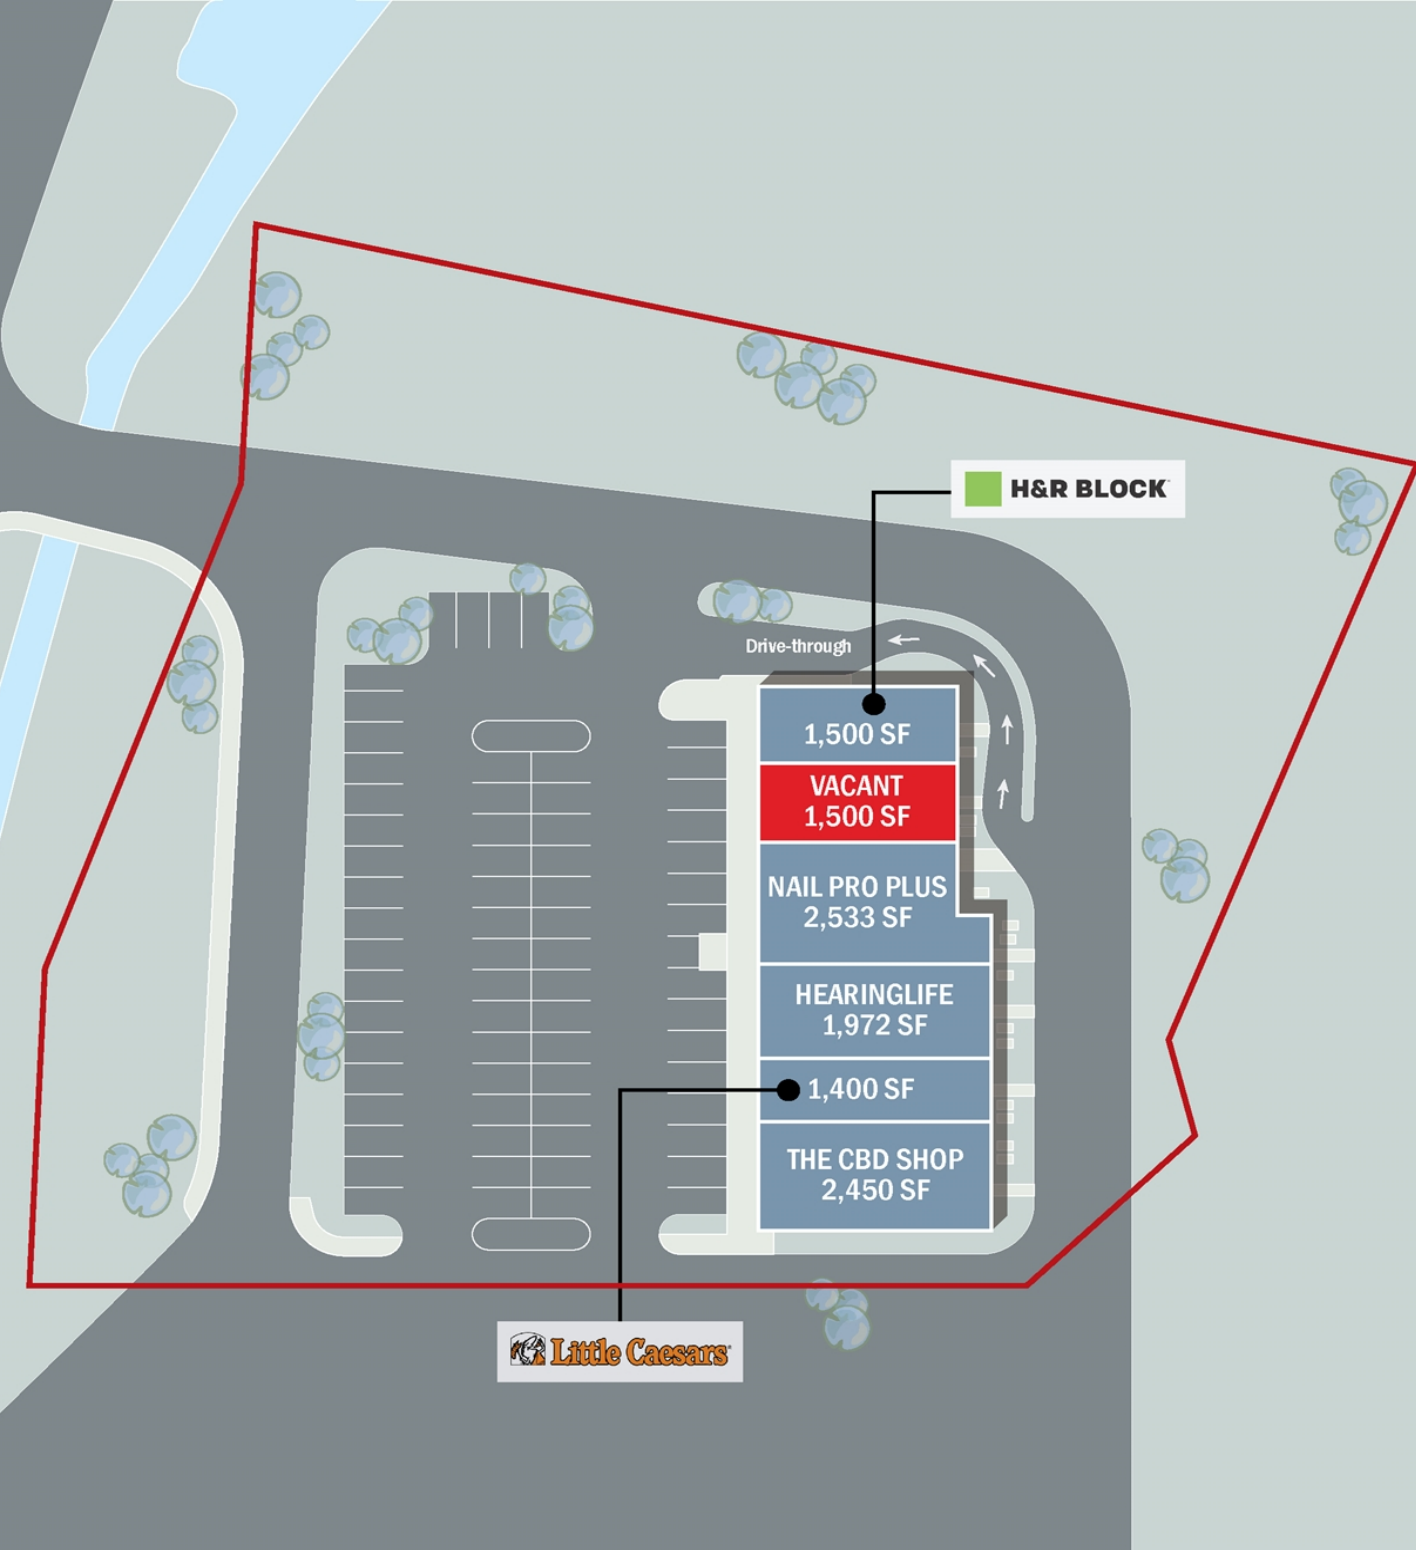 H&R BLOCK
Drive-through
1,500 SF
VACANT
1,500 SF
NAIL PRO PLUS
2,533 SF
HEARINGLIFE
1,972 SF
1,400 SF
THE CBD SHOP
2,450 SF
Little Caesars